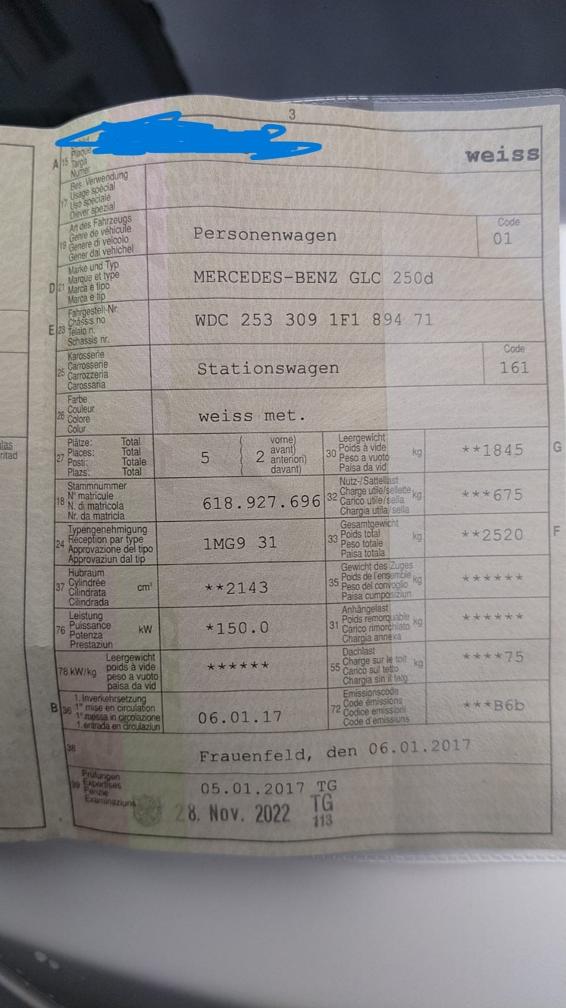 3
A 15 Plaque Targa Numer
weiss
17 Bes. Verwendung
Usage spécial
Uso speciale
Diever spezial
19 Art des Fahrzeugs
Genre de véhicule
Genere di veicolo
Gener dal vehichel
Personenwagen
Code
01
D 21 Marke und Typ
Marque et type
Marca e tipo
Marca e tip
MERCEDES-BENZ GLC 250d
E 23 Fahrgestell-Nr.
Châssis no
Telaio n.
Schassis nr.
WDC 253 309 1F1 894 71
25 Karosserie
Carrosserie
Carrozzeria
Carossaria
Stationswagen
Code
161
26 Farbe
Couleur
Colore
Colur
weiss met.
27 Plätze: Total
Places: Total
Posti: Totale
Plazs: Total
5
2
vorne)
avant)
anteriori)
davant)
30 Leergewicht
Poids à vide
Peso a vuoto
Paisa da vid
kg
**1845
G
18 Stammnummer
N° matricule
N. di matricola
Nr. da matricla
618.927.696
32 Nutz-/Sattellast
Charge utile/sellette
Carico utile/sella
Chargia utila/sella
kg
***675
24 Typengenehmigung
Réception par type
Approvazione del tipo
Approvaziun dal tip
1MG9 31
33 Gesamtgewicht
Poids total
Peso totale
Paisa totala
kg
**2520
F
37 Hubraum
Cylindrée
Cilindrata
Cilindrada
cm³
**2143
35 Gewicht des Zuges
Poids de l'ensemble
Peso del convoglio
Paisa cumposiziun
kg
******
76 Leistung
Puissance
Potenza
Prestaziun
kW
*150.0
31 Anhängelast
Poids remorquable
Carico rimorchiato
Chargia annexa
kg
******
78 kW/kg
Leergewicht
poids à vide
peso a vuoto
paisa da vid
******
55 Dachlast
Charge sur le toit
Carico sul tetto
Chargia sin il tetg
kg
****75
B 36 1. Inverkehrsetzung
1re mise en circulation
1a messa in circolazione
1. entrada en circulaziun
06.01.17
72 Emissionscode
Code émissions
Codice emissioni
Code d'emissiuns
***B6b
38
Frauenfeld, den 06.01.2017
39 Prüfungen
Expertises
Perizie
Examinaziuns
05.01.2017 TG
28. Nov. 2022 TG
113